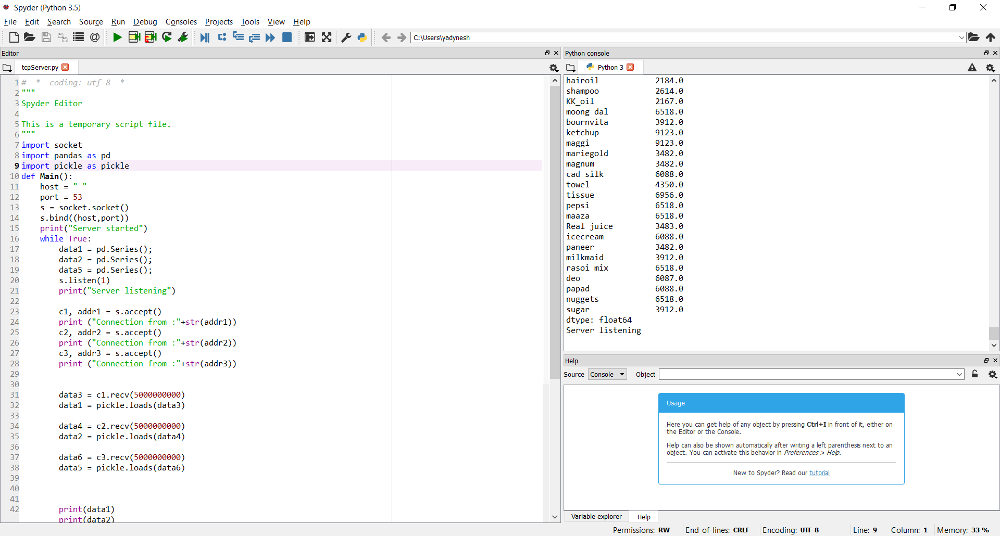 Spyder (Python 3.5)
File Edit Search Source Run Debug Consoles Projects Tools View Help
C:\Users\yadynesh
Editor
tcpServer.py
1 # -*- coding: utf-8 -*-
2 """
3 Spyder Editor
4
5 This is a temporary script file.
6 """
7 import socket
8 import pandas as pd
9 import pickle as pickle
10 def Main():
11     host = " "
12     port = 53
13     s = socket.socket()
14     s.bind((host,port))
15     print("Server started")
16     while True:
17         data1 = pd.Series();
18         data2 = pd.Series();
19         data5 = pd.Series();
20         s.listen(1)
21         print("Server listening")
22
23         c1, addr1 = s.accept()
24         print ("Connection from :"+str(addr1))
25         c2, addr2 = s.accept()
26         print ("Connection from :"+str(addr2))
27         c3, addr3 = s.accept()
28         print ("Connection from :"+str(addr3))
29
30
31         data3 = c1.recv(5000000000)
32         data1 = pickle.loads(data3)
33
34         data4 = c2.recv(5000000000)
35         data2 = pickle.loads(data4)
36
37         data6 = c3.recv(5000000000)
38         data5 = pickle.loads(data6)
39
40
41
42         print(data1)
print(data2)
Python console
Python 3
hairoil 2184.0
shampoo 2614.0
KK_oil 2167.0
moong dal 6518.0
bournvita 3912.0
ketchup 9123.0
maggi 9123.0
mariegold 3482.0
magnum 3482.0
cad silk 6088.0
towel 4350.0
tissue 6956.0
pepsi 6518.0
maaza 6518.0
Real juice 3483.0
icecream 6088.0
paneer 3482.0
milkmaid 3912.0
rasoi mix 6518.0
deo 6087.0
papad 6088.0
nuggets 6518.0
sugar 3912.0
dtype: float64
Server listening
Help
Source Console Object
Usage
Here you can get help of any object by pressing Ctrl+I in front of it, either on
the Editor or the Console.
Help can also be shown automatically after writing a left parenthesis next to an
object. You can activate this behavior in Preferences > Help.
New to Spyder? Read our tutorial
Variable explorer Help
Permissions: RW End-of-lines: CRLF Encoding: UTF-8 Line: 9 Column: 1 Memory: 33 %